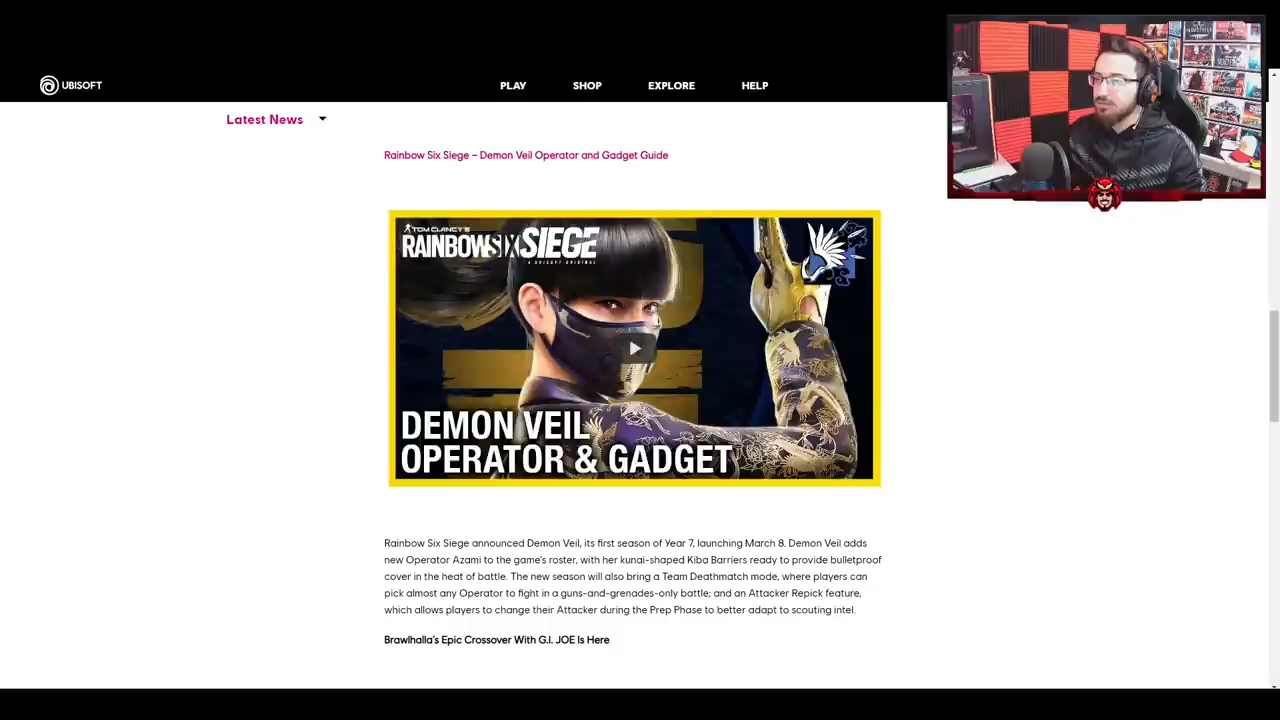 UBISOFT
PLAY
SHOP
EXPLORE
HELP
Latest News
Rainbow Six Siege – Demon Veil Operator and Gadget Guide
TOM CLANCY'S
RAINBOWSIX SIEGE
A UBISOFT ORIGINAL
DEMON VEIL
OPERATOR & GADGET
Rainbow Six Siege announced Demon Veil, its first season of Year 7, launching March 8. Demon Veil adds
new Operator Azami to the game's roster, with her kunai-shaped Kiba Barriers ready to provide bulletproof
cover in the heat of battle. The new season will also bring a Team Deathmatch mode, where players can
pick almost any Operator to fight in a guns-and-grenades-only battle; and an Attacker Repick feature,
which allows players to change their Attacker during the Prep Phase to better adapt to scouting intel.
Brawlhalla's Epic Crossover With G.I. JOE Is Here